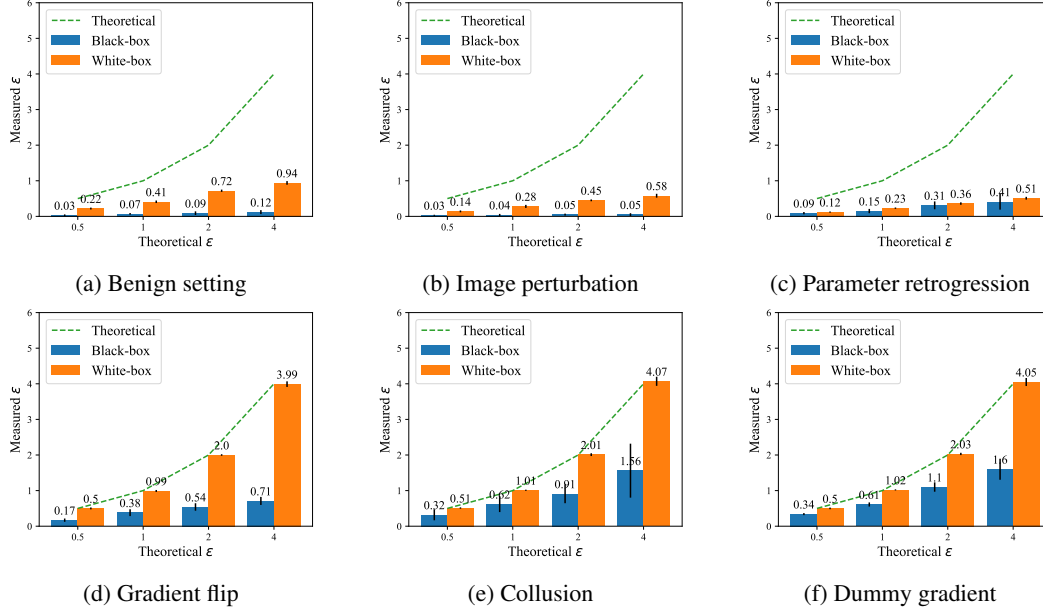 6
5
4
3
2
1
0
Measured ε
Theoretical
Black-box
White-box
0.03 0.22 0.07 0.41 0.09 0.72 0.12 0.94
0.5 1 2 4
Theoretical ε
(a) Benign setting
6
5
4
3
2
1
0
Measured ε
Theoretical
Black-box
White-box
0.03 0.14 0.04 0.28 0.05 0.45 0.05 0.58
0.5 1 2 4
Theoretical ε
(b) Image perturbation
6
5
4
3
2
1
0
Measured ε
Theoretical
Black-box
White-box
0.09 0.12 0.15 0.23 0.31 0.36 0.41 0.51
0.5 1 2 4
Theoretical ε
(c) Parameter retrogression
6
5
4
3
2
1
0
Measured ε
Theoretical
Black-box
White-box
0.17 0.5 0.38 0.99 0.54 2.0 0.71 3.99
0.5 1 2 4
Theoretical ε
(d) Gradient flip
6
5
4
3
2
1
0
Measured ε
Theoretical
Black-box
White-box
0.32 0.51 0.62 1.01 0.91 2.01 1.56 4.07
0.5 1 2 4
Theoretical ε
(e) Collusion
6
5
4
3
2
1
0
Measured ε
Theoretical
Black-box
White-box
0.34 0.5 0.61 1.02 1.1 2.03 1.6 4.05
0.5 1 2 4
Theoretical ε
(f) Dummy gradient